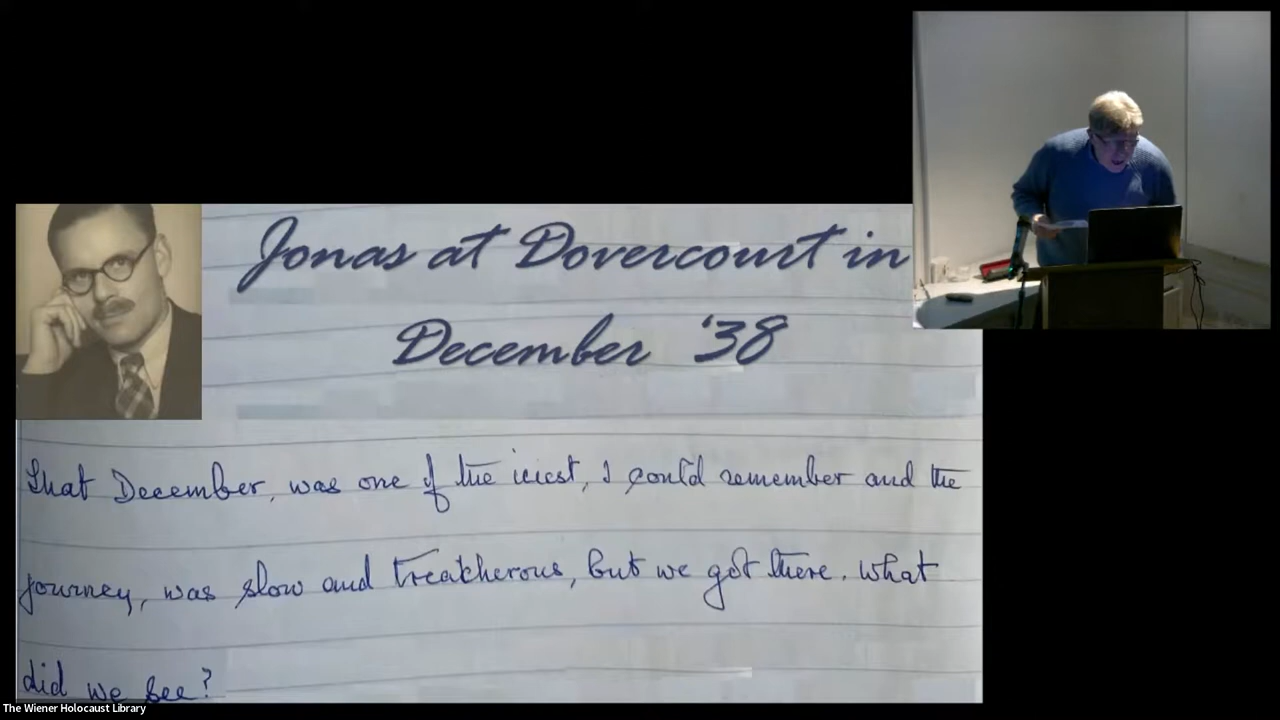 Jonas at Dovercourt in
December '38
That December, was one of the iciest, I could remember and the
journey, was slow and treatcherous, but we got there. What
did we see?
The Wiener Holocaust Library